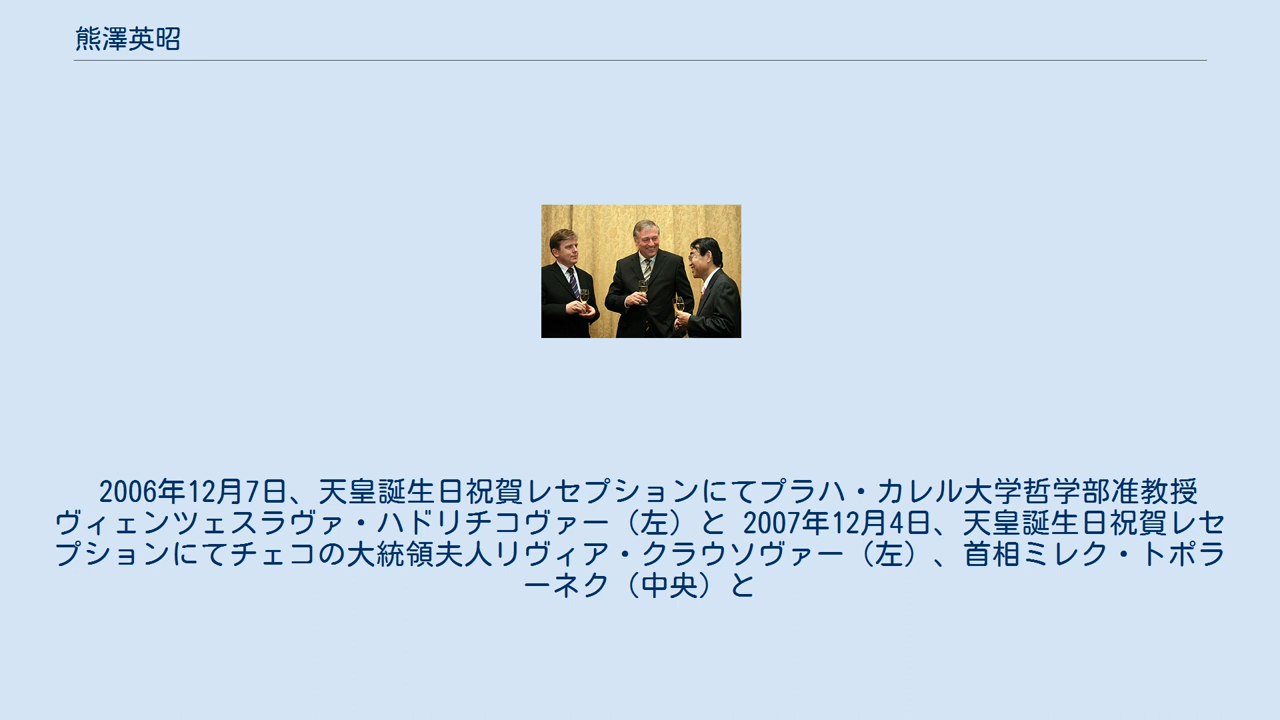 熊澤英昭
2006年12月7日、天皇誕生日祝賀レセプションにてプラハ・カレル大学哲学部准教授
ヴィェンツェスラヴァ・ハドリチコヴァー（左）と 2007年12月4日、天皇誕生日祝賀レセ
プションにてチェコの大統領夫人リヴィア・クラウソヴァー（左）、首相ミレク・トポラ
ーネク（中央）と